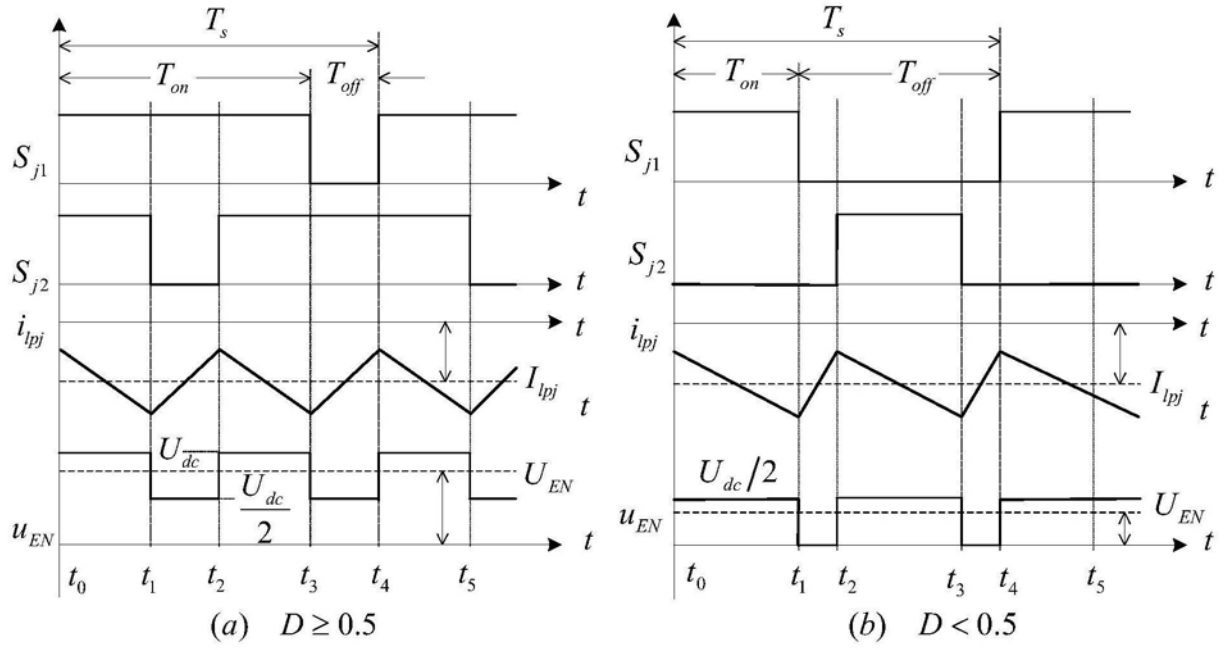 T_s
T_on T_off
S_j1 t
S_j2 t
i_lpj t
I_lpj
t
U_dc
U_dc/2
U_EN
u_EN t
t_0 t_1 t_2 t_3 t_4 t_5
(a) D ≥ 0.5
T_s
T_on T_off
S_j1 t
S_j2 t
i_lpj t
I_lpj
t
U_dc/2
U_EN
u_EN t
t_0 t_1 t_2 t_3 t_4 t_5
(b) D < 0.5